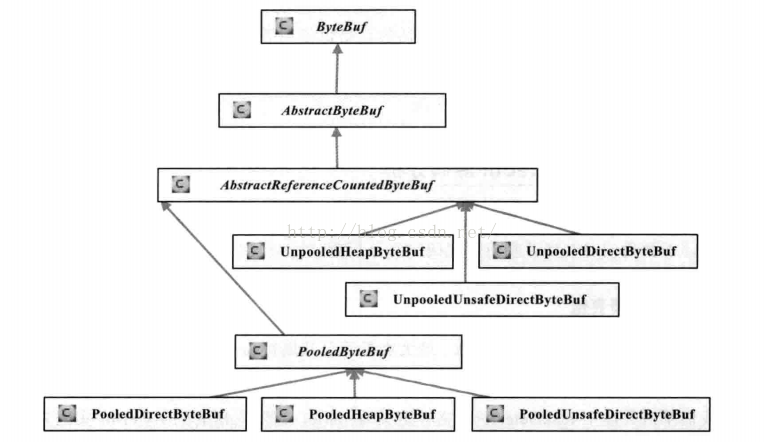 ByteBuf
AbstractByteBuf
AbstractReferenceCountedByteBuf
http://blog.csdn.net/
UnpooledHeapByteBuf
UnpooledDirectByteBuf
UnpooledUnsafeDirectByteBuf
PooledByteBuf
PooledDirectByteBuf
PooledHeapByteBuf
PooledUnsafeDirectByteBuf